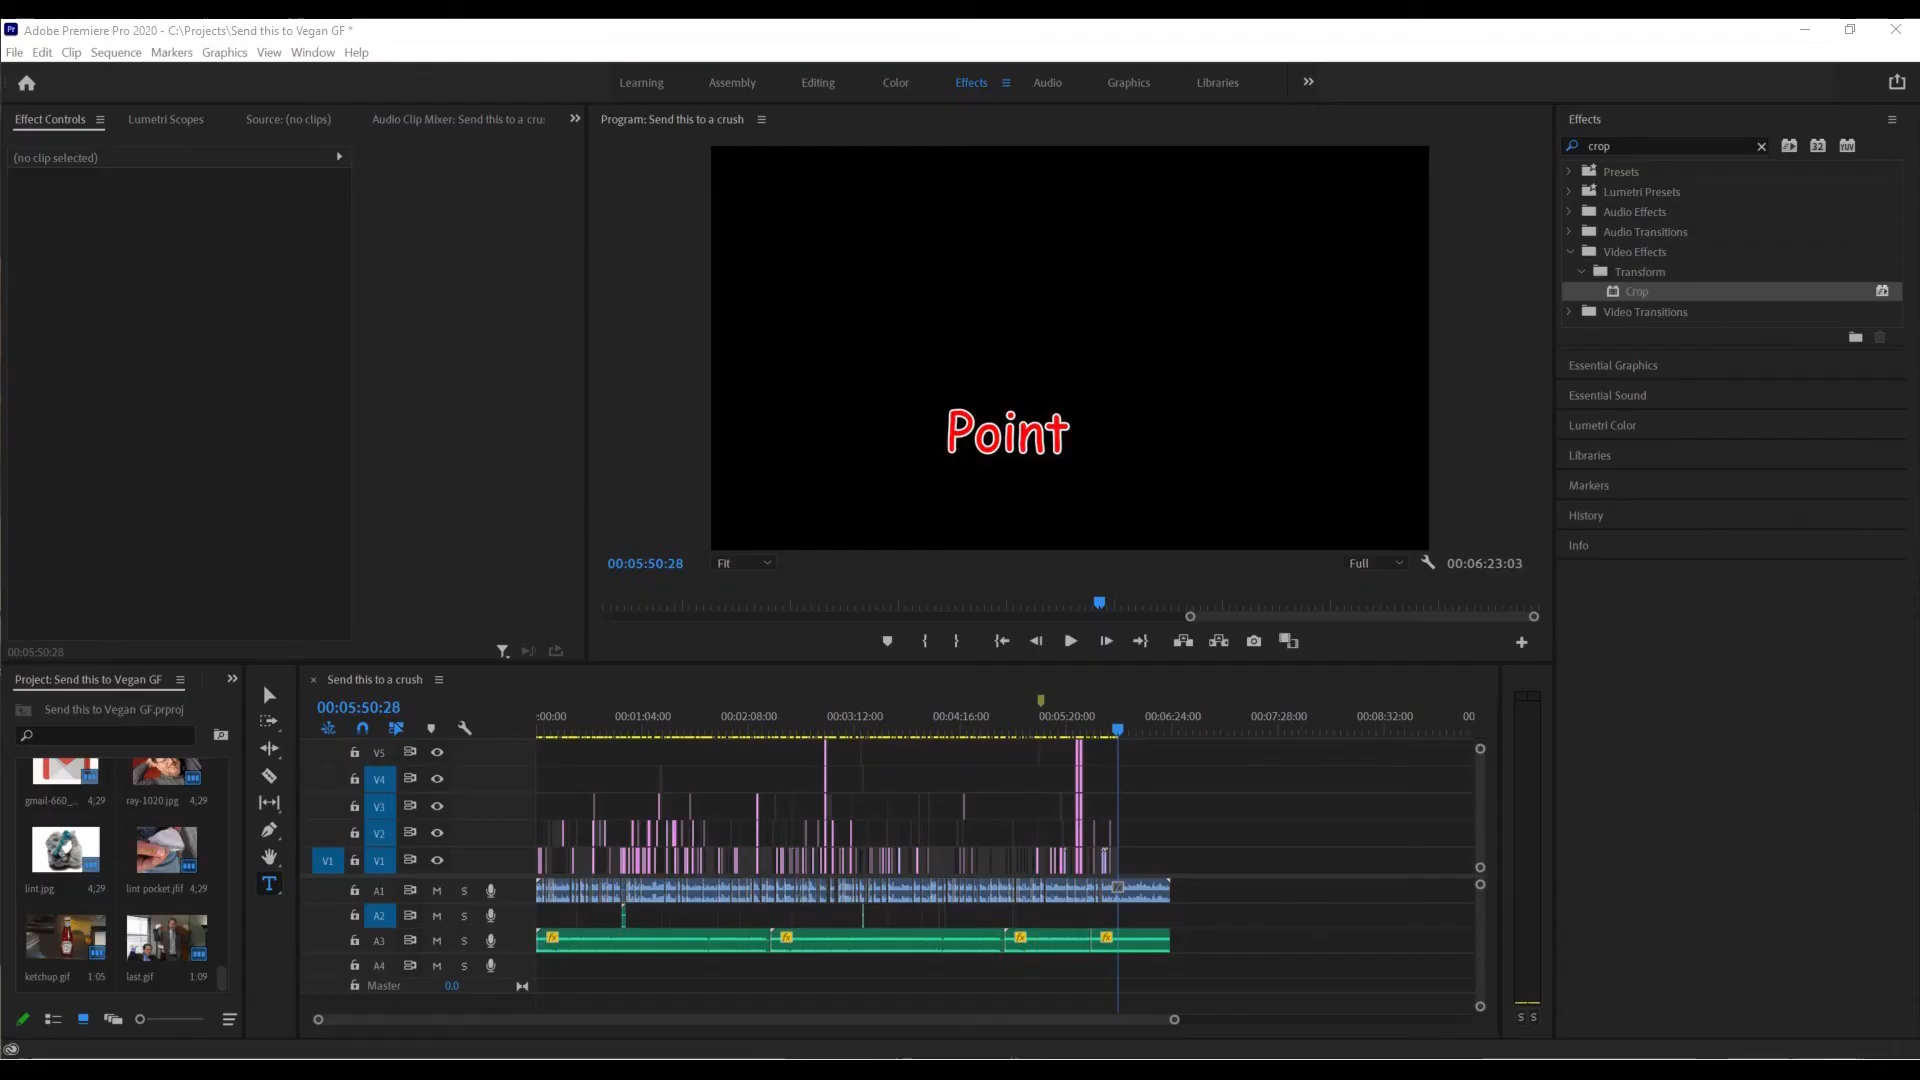 Adobe Premiere Pro 2020 - C:\Projects\Send this to Vegan GF *
File Edit Clip Sequence Markers Graphics View Window Help
Learning Assembly Editing Color Effects Audio Graphics Libraries
Effect Controls Lumetri Scopes Source: (no clips) Audio Clip Mixer: Send this to a cru:
(no clip selected)
00:05:50:28
Program: Send this to a crush
Point
00:05:50:28 Fit Full 00:06:23:03
Effects
crop
32 YUV
Presets
Lumetri Presets
Audio Effects
Audio Transitions
Video Effects
Transform
Crop
Video Transitions
Essential Graphics
Essential Sound
Lumetri Color
Libraries
Markers
History
Info
Project: Send this to Vegan GF
Send this to Vegan GF.prproj
gmail-660_... 4;29 ray-1020.jpg 4;29
lint.jpg 4;29 lint pocket.jfif 4;29
ketchup.gif 1:05 last.gif 1:09
Send this to a crush
00:05:50:28
:00:00 00:01:04:00 00:02:08:00 00:03:12:00 00:04:16:00 00:05:20:00 00:06:24:00 00:07:28:00 00:08:32:00 00
V5
V4
V3
V2
V1 V1
A1 M S
A2 M S
A3 M S fx fx fx fx
A4 M S
Master 0.0
S S